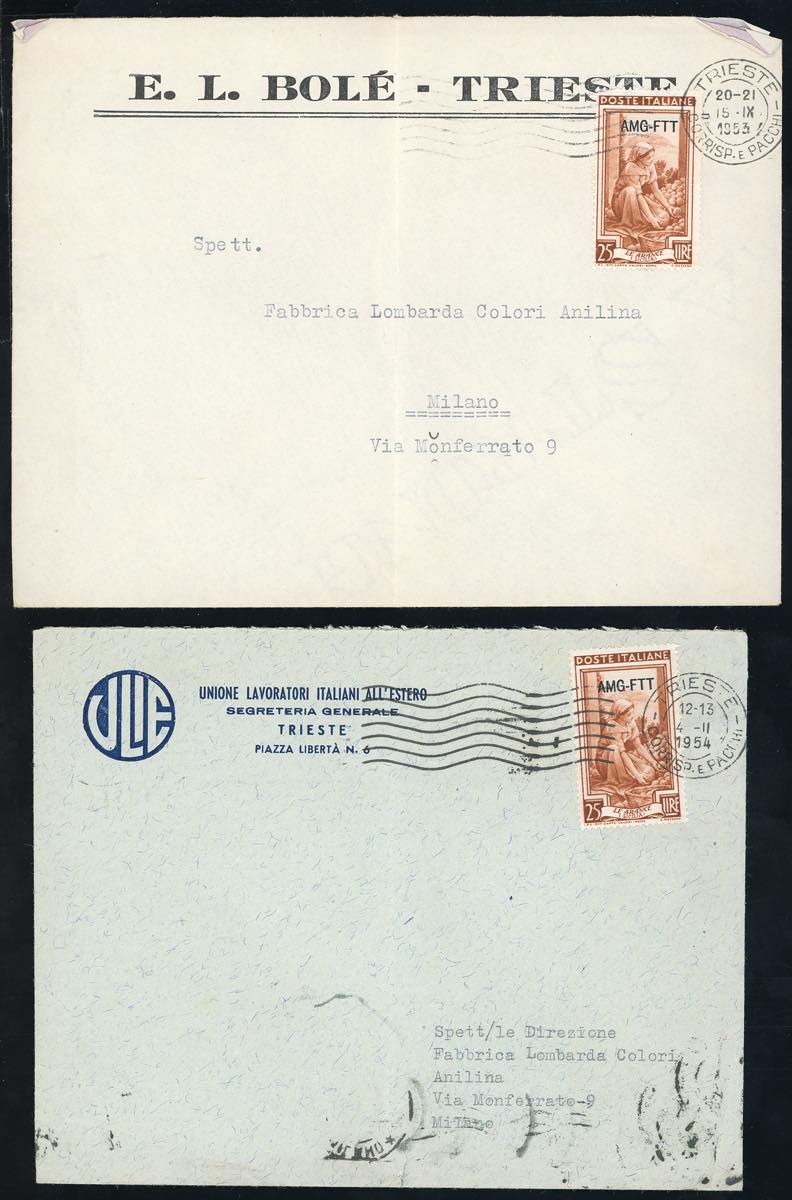 E. L. BOLÉ - TRIESTE
TRIESTE
20-21
15 · IX
1953
CORRISP. E PACCHI
POSTE ITALIANE
AMG-FTT
LE ARANCE
25 LIRE
Spett.
Fabbrica Lombarda Colori Anilina
Milano
Via Monferrato 9
ULIE
UNIONE LAVORATORI ITALIANI ALL'ESTERO
SEGRETERIA GENERALE
TRIESTE
PIAZZA LIBERTÀ N. 6
POSTE ITALIANE
AMG-FTT
LE ARANCE
25 LIRE
TRIESTE
12-13
4 -II
1954
CORRISP. E PACCHI
Spett/le Direzione
Fabbrica Lombarda Colori
Anilina
Via Monferrato-9
Milano